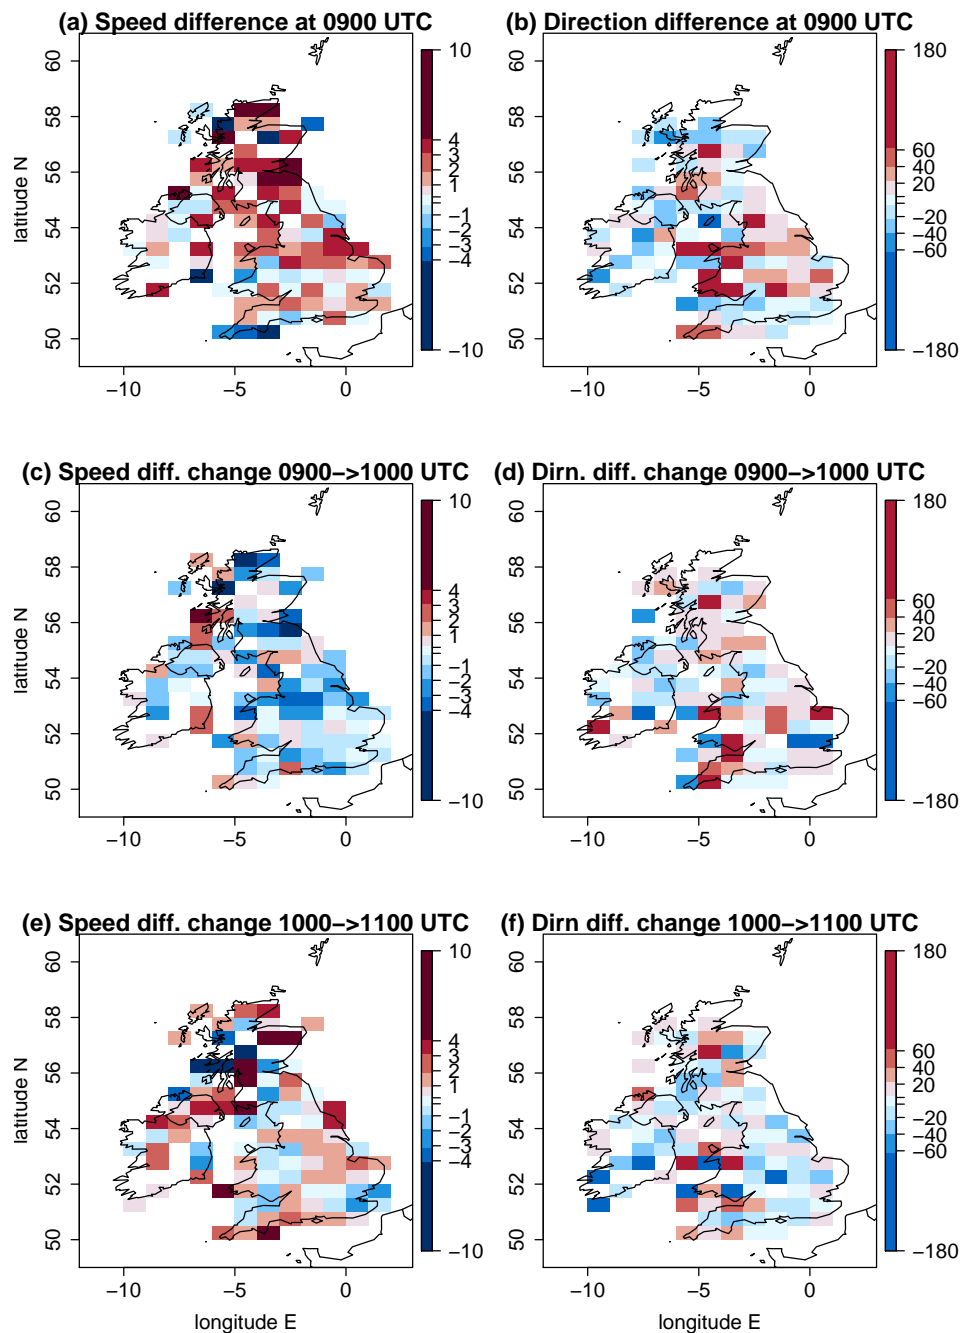 (a) Speed difference at 0900 UTC
(b) Direction difference at 0900 UTC
latitude N
50 52 54 56 58 60
−10 −5 0
10
4
3
2
1
−1
−2
−3
−4
−10
50 52 54 56 58 60
−10 −5 0
180
60
40
20
−20
−40
−60
−180
(c) Speed diff. change 0900−>1000 UTC
(d) Dirn. diff. change 0900−>1000 UTC
latitude N
50 52 54 56 58 60
−10 −5 0
10
4
3
2
1
−1
−2
−3
−4
−10
50 52 54 56 58 60
−10 −5 0
180
60
40
20
−20
−40
−60
−180
(e) Speed diff. change 1000−>1100 UTC
(f) Dirn diff. change 1000−>1100 UTC
latitude N
50 52 54 56 58 60
−10 −5 0
longitude E
10
4
3
2
1
−1
−2
−3
−4
−10
50 52 54 56 58 60
−10 −5 0
longitude E
180
60
40
20
−20
−40
−60
−180